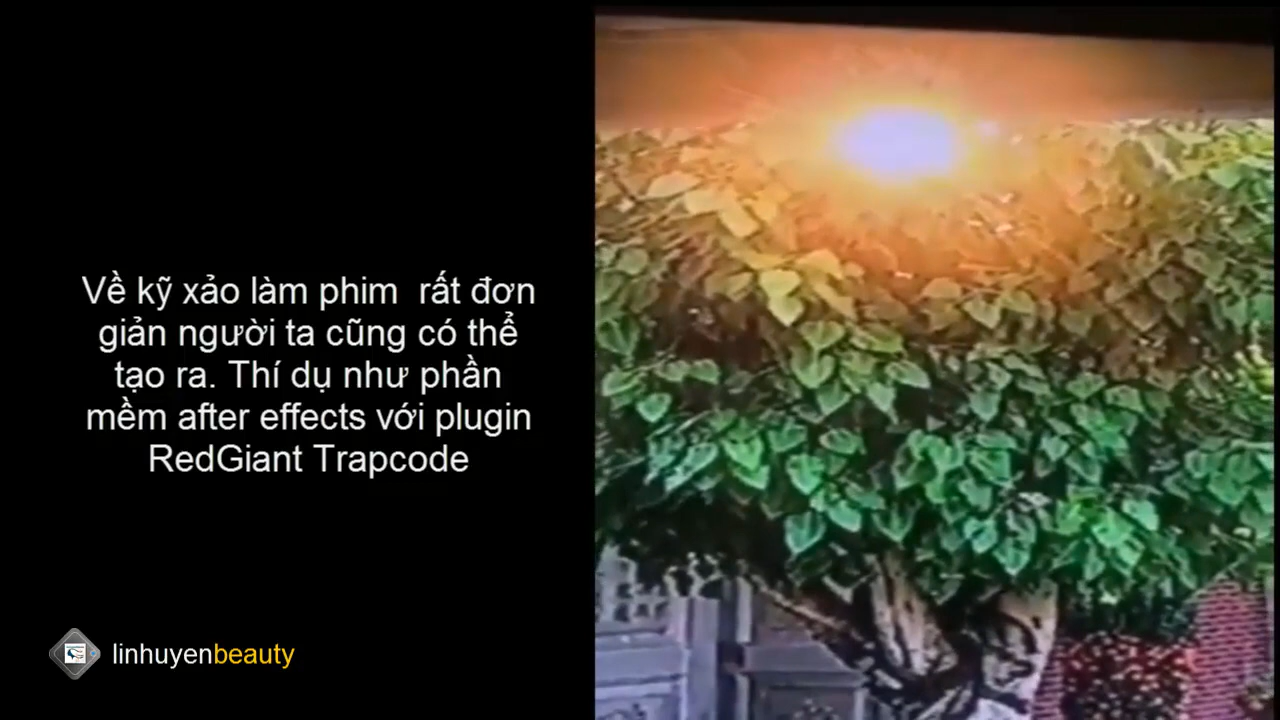 Về kỹ xảo làm phim  rất đơn
giản người ta cũng có thể
tạo ra. Thí dụ như phần
mềm after effects với plugin
RedGiant Trapcode
linhuyenbeauty